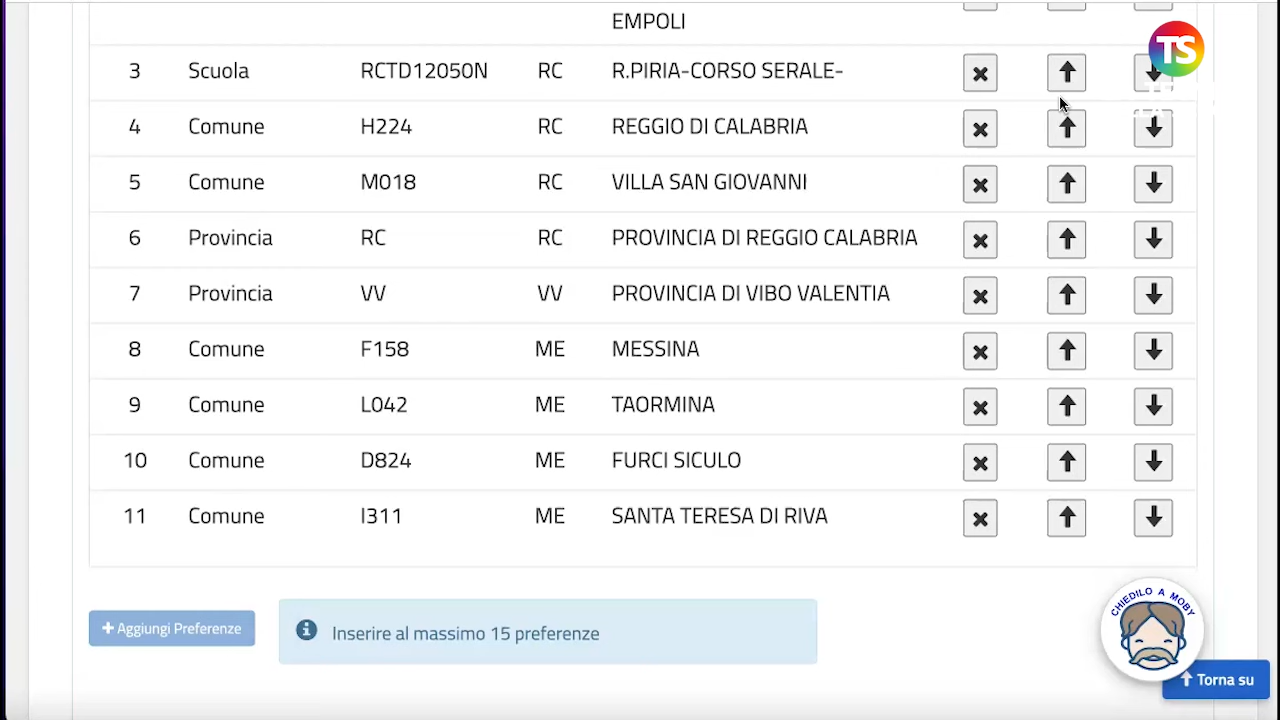 EMPOLI
3 Scuola RCTD12050N RC R.PIRIA-CORSO SERALE-
4 Comune H224 RC REGGIO DI CALABRIA
5 Comune M018 RC VILLA SAN GIOVANNI
6 Provincia RC RC PROVINCIA DI REGGIO CALABRIA
7 Provincia VV VV PROVINCIA DI VIBO VALENTIA
8 Comune F158 ME MESSINA
9 Comune L042 ME TAORMINA
10 Comune D824 ME FURCI SICULO
11 Comune I311 ME SANTA TERESA DI RIVA
+ Aggiungi Preferenze
Inserire al massimo 15 preferenze
CHIEDILO A MOBY
Torna su
TS